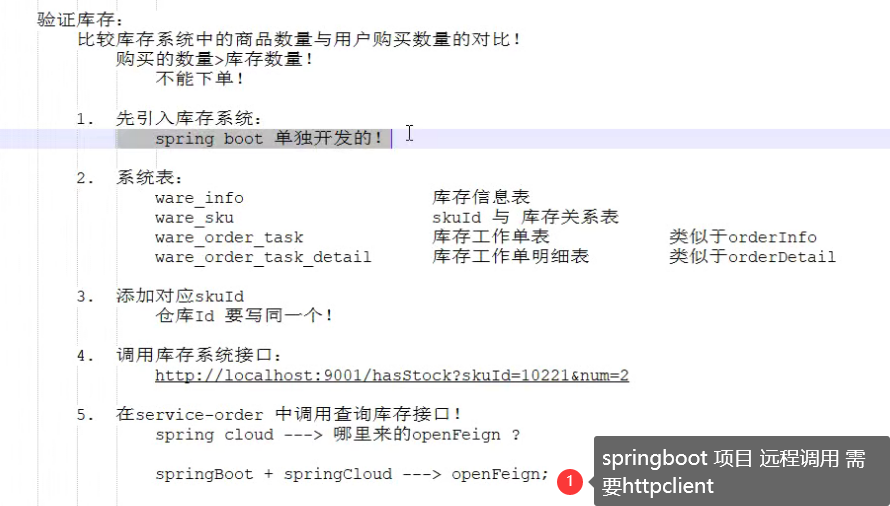 验证库存：
比较库存系统中的商品数量与用户购买数量的对比！
购买的数量>库存数量！
不能下单！
1. 先引入库存系统：
spring boot 单独开发的！
2. 系统表：
ware_info 库存信息表
ware_sku skuId 与 库存关系表
ware_order_task 库存工作单表 类似于orderInfo
ware_order_task_detail 库存工作单明细表 类似于orderDetail
3. 添加对应skuId
仓库Id 要写同一个！
4. 调用库存系统接口：
http://localhost:9001/hasStock?skuId=10221&num=2
5. 在service-order 中调用查询库存接口！
spring cloud ---> 哪里来的openFeign ？
springBoot + springCloud ---> openFeign;
1
springboot 项目 远程调用 需
要httpclient